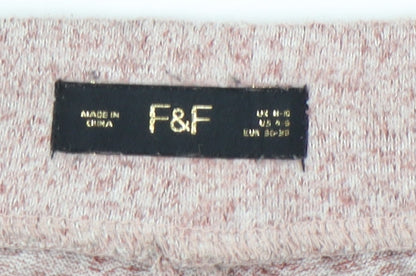 MADE IN
CHINA
F&F
UK 8-10
US 4-6
EUR 36-38